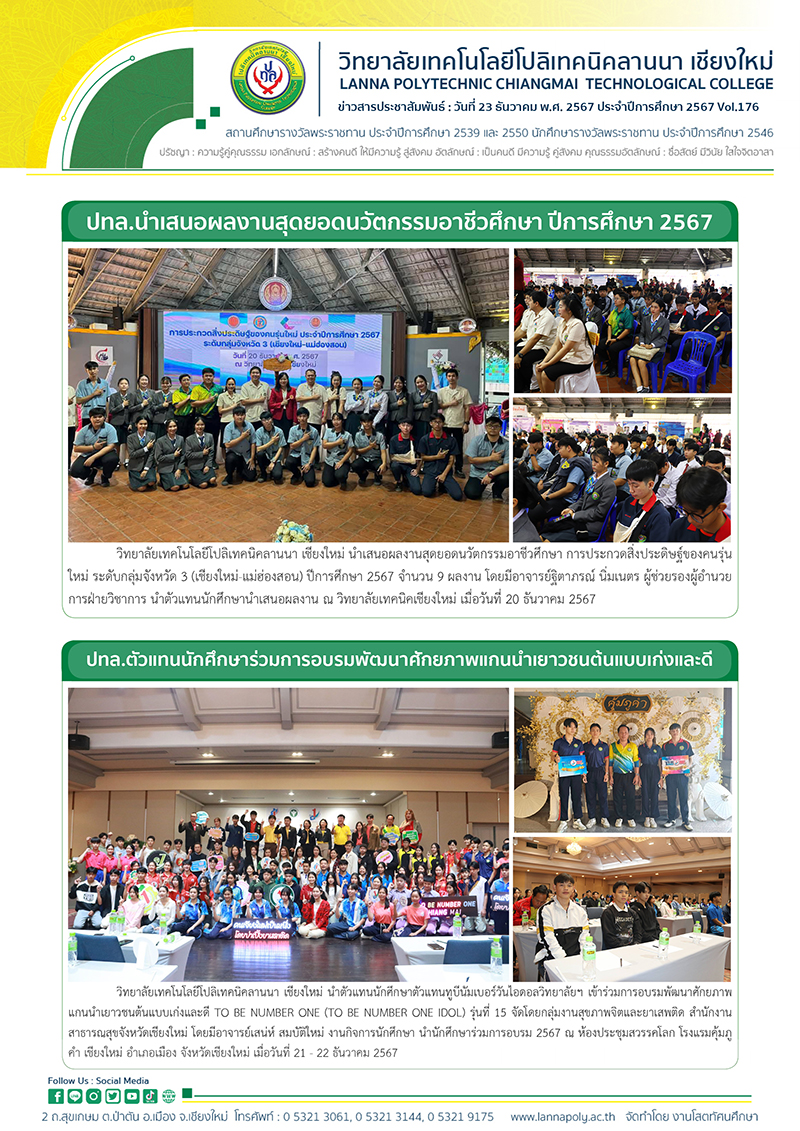 วิทยาลัยเทคโนโลยีโปลิเทคนิคลานนา เชียงใหม่
LANNA POLYTECHNIC CHIANGMAI TECHNOLOGICAL COLLEGE
ข่าวสารประชาสัมพันธ์ : วันที่ 23 ธันวาคม พ.ศ. 2567 ประจำปีการศึกษา 2567 Vol.176
สถานศึกษารางวัลพระราชทาน ประจำปีการศึกษา 2539 และ 2550 นักศึกษารางวัลพระราชทาน ประจำปีการศึกษา 2546
ปรัชญา : ความรู้คู่คุณธรรม เอกลักษณ์ : สร้างคนดี ให้มีความรู้ สู่สังคม อัตลักษณ์ : เป็นคนดี มีความรู้ คู่สังคม คุณธรรมอัตลักษณ์ : ซื่อสัตย์ มีวินัย ใส่ใจจิตอาสา
ปทล.นำเสนอผลงานสุดยอดนวัตกรรมอาชีวศึกษา ปีการศึกษา 2567
การประกวดสิ่งประดิษฐ์ของคนรุ่นใหม่ ประจำปีการศึกษา 2567
ระดับกลุ่มจังหวัด 3 (เชียงใหม่-แม่ฮ่องสอน)
วันที่ 20 ธันวา
ศ. 2567
ณ วิทยา
ชียงใหม่
วิทยาลัยเทคโนโลยีโปลิเทคนิคลานนา เชียงใหม่ นำเสนอผลงานสุดยอดนวัตกรรมอาชีวศึกษา การประกวดสิ่งประดิษฐ์ของคนรุ่น
ใหม่ ระดับกลุ่มจังหวัด 3 (เชียงใหม่-แม่ฮ่องสอน) ปีการศึกษา 2567 จำนวน 9 ผลงาน โดยมีอาจารย์ฐิตาภรณ์ นิ่มเนตร ผู้ช่วยรองผู้อำนวย
การฝ่ายวิชาการ นำตัวแทนนักศึกษานำเสนอผลงาน ณ วิทยาลัยเทคนิคเชียงใหม่ เมื่อวันที่ 20 ธันวาคม 2567
ปทล.ตัวแทนนักศึกษาร่วมการอบรมพัฒนาศักยภาพแกนนำเยาวชนต้นแบบเก่งและดี
คุ้มภูคำ
TO BE NUMBER ONE
วิทยาลัยเทคโนโลยีโปลิเทคนิคลานนา เชียงใหม่ นำตัวแทนนักศึกษาตัวแทนทูบีนัมเบอร์วันไอดอลวิทยาลัยฯ เข้าร่วมการอบรมพัฒนาศักยภาพ
แกนนำเยาวชนต้นแบบเก่งและดี TO BE NUMBER ONE (TO BE NUMBER ONE IDOL) รุ่นที่ 15 จัดโดยกลุ่มงานสุขภาพจิตและยาเสพติด สำนักงาน
สาธารณสุขจังหวัดเชียงใหม่ โดยมีอาจารย์เสน่ห์ สมบัติใหม่ งานกิจการนักศึกษา นำนักศึกษาร่วมการอบรม 2567 ณ ห้องประชุมสวรรคโลก โรงแรมคุ้มภู
คำ เชียงใหม่ อำเภอเมือง จังหวัดเชียงใหม่ เมื่อวันที่ 21 - 22 ธันวาคม 2567
Follow Us : Social Media
2 ถ.สุขเกษม ต.ป่าตัน อ.เมือง จ.เชียงใหม่ โทรศัพท์ : 0 5321 3061, 0 5321 3144, 0 5321 9175 www.lannapoly.ac.th จัดทำโดย งานโสตทัศนศึกษา